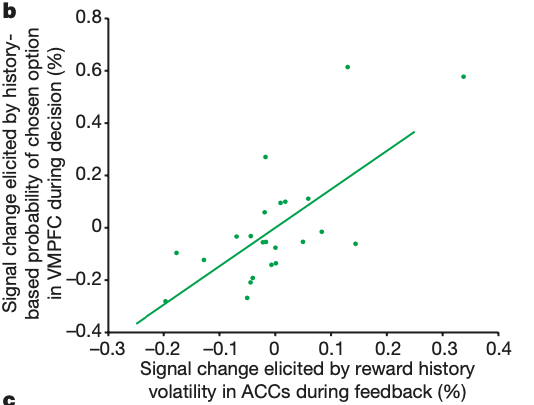 b
Signal change elicited by history-
based probability of chosen option
in VMPFC during decision (%)
0.8
0.6
0.4
0.2
0
−0.2
−0.4
−0.3
−0.2
−0.1
0
0.1
0.2
0.3
0.4
Signal change elicited by reward history
volatility in ACCs during feedback (%)
c